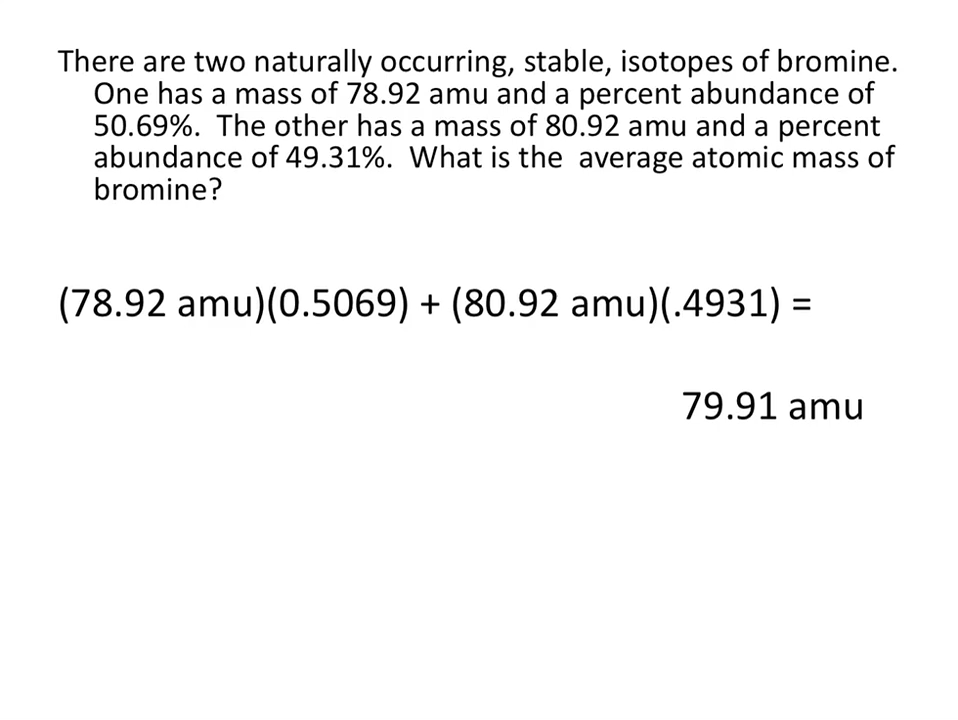 There are two naturally occurring, stable, isotopes of bromine.
One has a mass of 78.92 amu and a percent abundance of
50.69%.  The other has a mass of 80.92 amu and a percent
abundance of 49.31%.  What is the  average atomic mass of
bromine?
(78.92 amu)(0.5069) + (80.92 amu)(.4931) =
79.91 amu